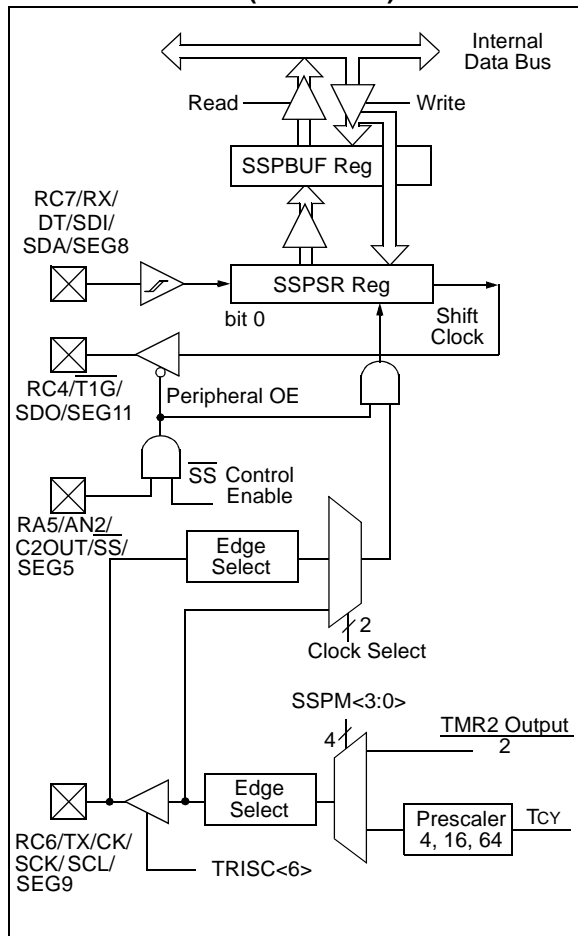 Internal
Data Bus
Read
Write
SSPBUF Reg
RC7/RX/
DT/SDI/
SDA/SEG8
SSPSR Reg
bit 0
Shift
Clock
RC4/T1G/
SDO/SEG11
Peripheral OE
SS Control
Enable
RA5/AN2/
C2OUT/SS/
SEG5
Edge
Select
2
Clock Select
SSPM<3:0>
4
TMR2 Output
2
Edge
Select
Prescaler
4, 16, 64
TCY
RC6/TX/CK/
SCK/SCL/
SEG9
TRISC<6>